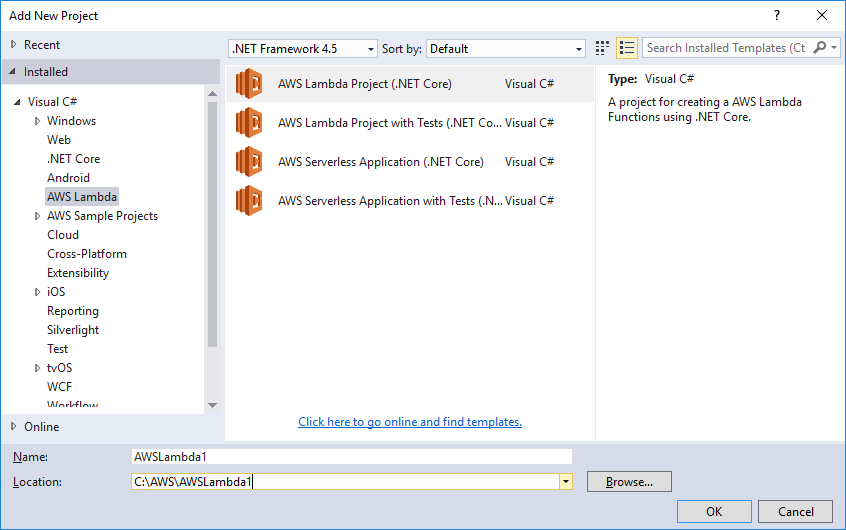 Add New Project
?
Recent
.NET Framework 4.5 Sort by: Default Search Installed Templates (Ct
Installed
Visual C#
Windows
Web
.NET Core
Android
AWS Lambda
AWS Sample Projects
Cloud
Cross-Platform
Extensibility
iOS
Reporting
Silverlight
Test
tvOS
WCF
Workflow
Online
AWS Lambda Project (.NET Core) Visual C#
AWS Lambda Project with Tests (.NET Co... Visual C#
AWS Serverless Application (.NET Core) Visual C#
AWS Serverless Application with Tests (.N... Visual C#
Click here to go online and find templates.
Type: Visual C#
A project for creating a AWS Lambda
Functions using .NET Core.
Name: AWSLambda1
Location: C:\AWS\AWSLambda1 Browse...
OK Cancel